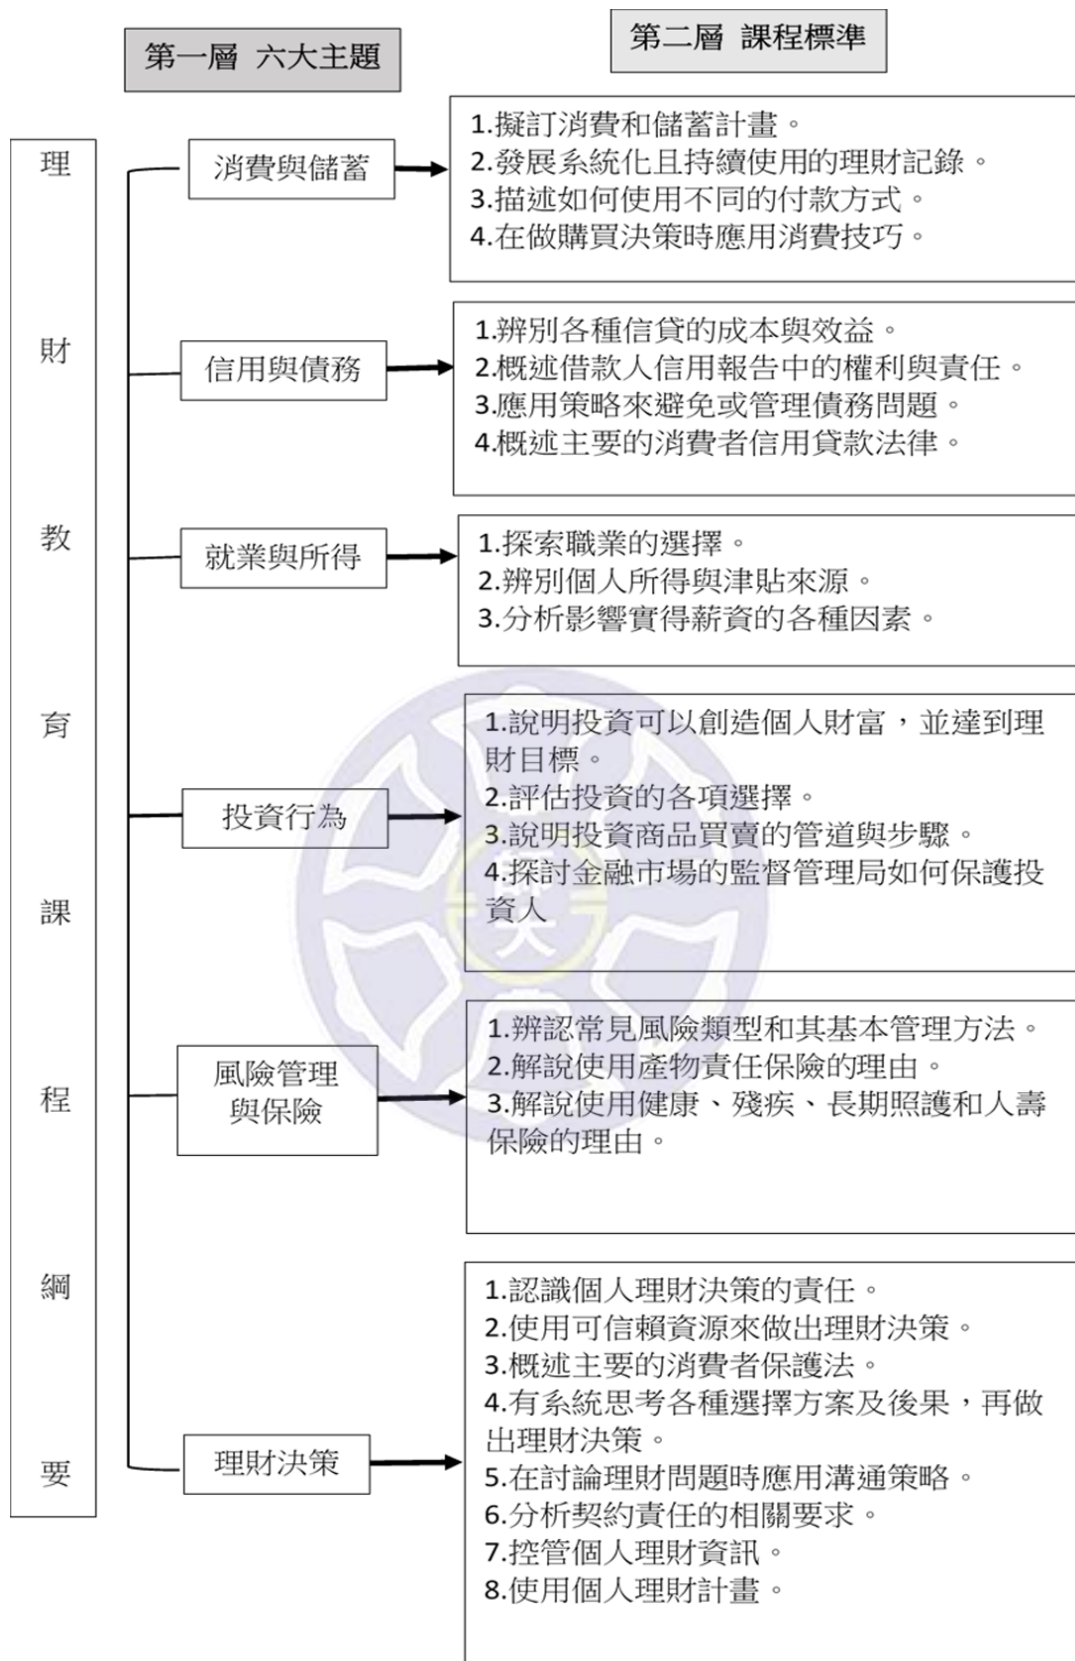 第一層 六大主題
第二層 課程標準
理財教育課程綱要
消費與儲蓄
1.擬訂消費和儲蓄計畫。
2.發展系統化且持續使用的理財記錄。
3.描述如何使用不同的付款方式。
4.在做購買決策時應用消費技巧。
信用與債務
1.辨別各種信貸的成本與效益。
2.概述借款人信用報告中的權利與責任。
3.應用策略來避免或管理債務問題。
4.概述主要的消費者信用貸款法律。
就業與所得
1.探索職業的選擇。
2.辨別個人所得與津貼來源。
3.分析影響實得薪資的各種因素。
投資行為
1.說明投資可以創造個人財富，並達到理
財目標。
2.評估投資的各項選擇。
3.說明投資商品買賣的管道與步驟。
4.探討金融市場的監督管理局如何保護投
資人
師大
風險管理
與保險
1.辨認常見風險類型和其基本管理方法。
2.解說使用產物責任保險的理由。
3.解說使用健康、殘疾、長期照護和人壽
保險的理由。
理財決策
1.認識個人理財決策的責任。
2.使用可信賴資源來做出理財決策。
3.概述主要的消費者保護法。
4.有系統思考各種選擇方案及後果，再做
出理財決策。
5.在討論理財問題時應用溝通策略。
6.分析契約責任的相關要求。
7.控管個人理財資訊。
8.使用個人理財計畫。